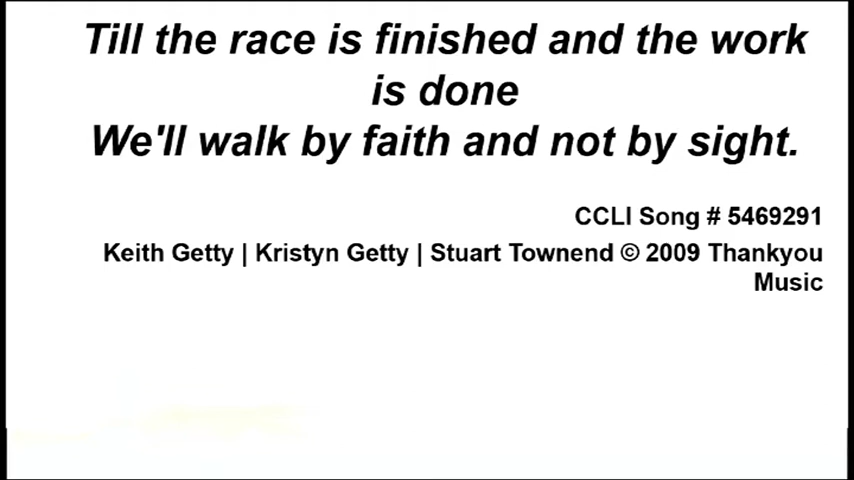 Till the race is finished and the work
is done
We'll walk by faith and not by sight.
CCLI Song # 5469291
Keith Getty | Kristyn Getty | Stuart Townend © 2009 Thankyou
Music